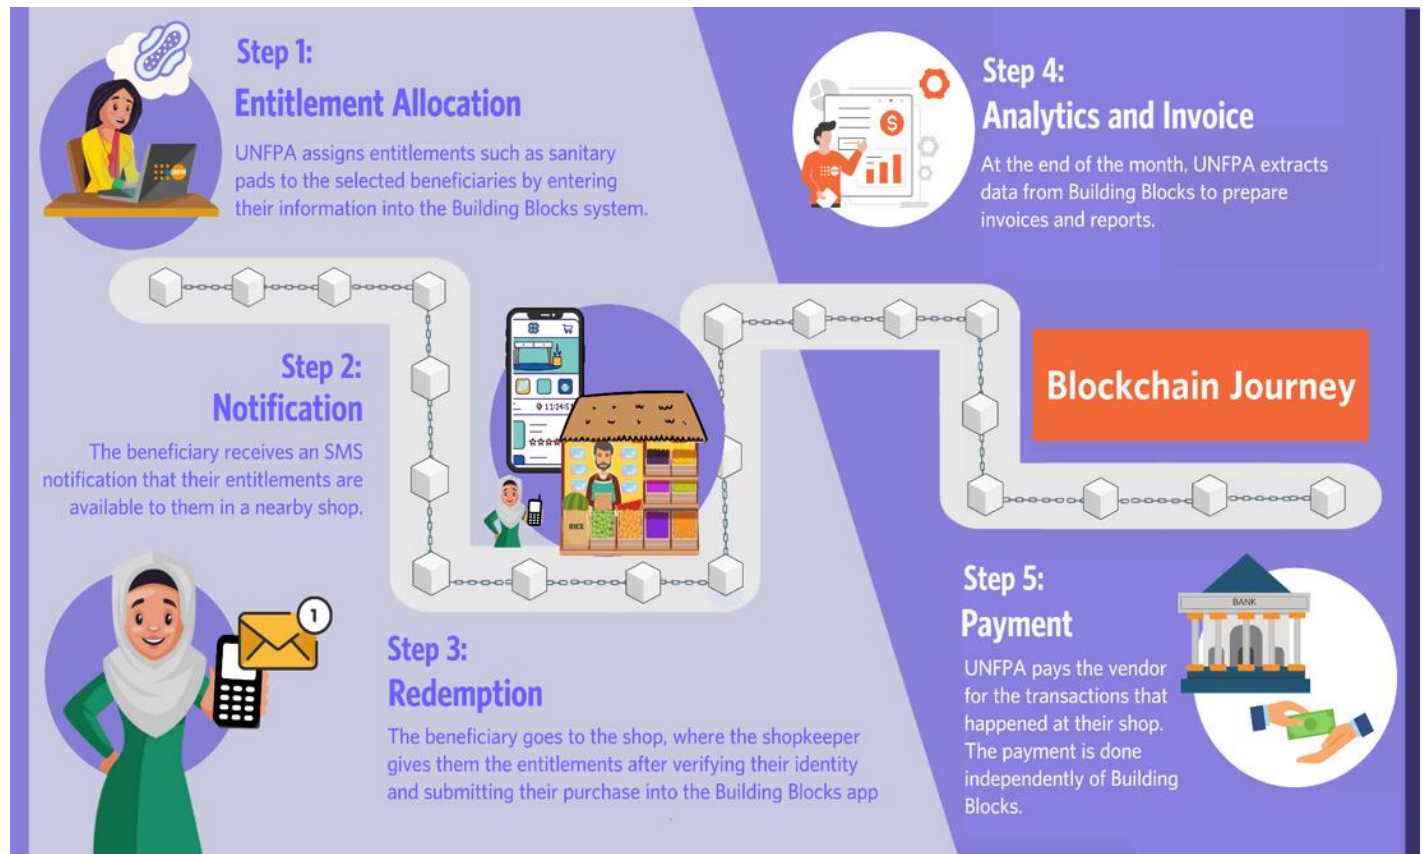 Step 1:
Entitlement Allocation
UNFPA assigns entitlements such as sanitary
pads to the selected beneficiaries by entering
their information into the Building Blocks system.
Step 2:
Notification
The beneficiary receives an SMS
notification that their entitlements are
available to them in a nearby shop.
1
RICE
Step 3:
Redemption
The beneficiary goes to the shop, where the shopkeeper
gives them the entitlements after verifying their identity
and submitting their purchase into the Building Blocks app
Step 4:
Analytics and Invoice
At the end of the month, UNFPA extracts
data from Building Blocks to prepare
invoices and reports.
$
Blockchain Journey
Step 5:
Payment
UNFPA pays the vendor
for the transactions that
happened at their shop.
The payment is done
independently of Building
Blocks.
BANK